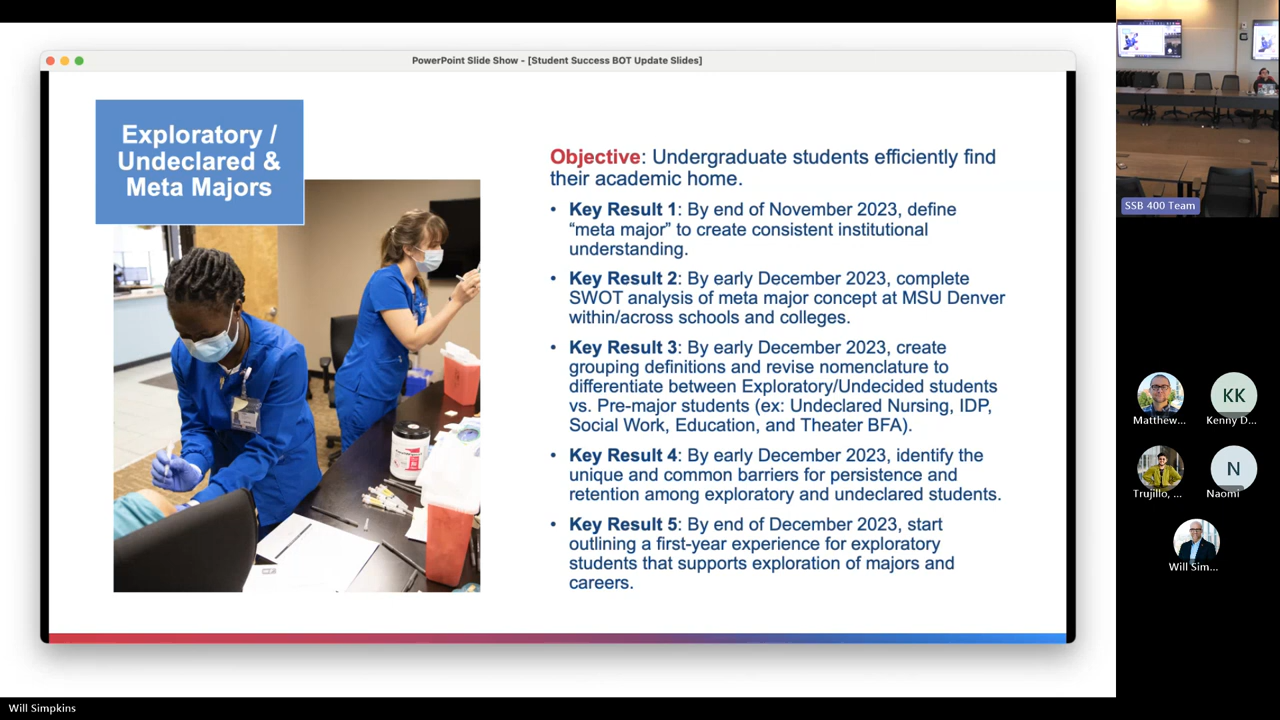 PowerPoint Slide Show - [Student Success BOT Update Slides]
Exploratory /
Undeclared &
Meta Majors
Objective: Undergraduate students efficiently find
their academic home.
• Key Result 1: By end of November 2023, define
“meta major” to create consistent institutional
understanding.
• Key Result 2: By early December 2023, complete
SWOT analysis of meta major concept at MSU Denver
within/across schools and colleges.
• Key Result 3: By early December 2023, create
grouping definitions and revise nomenclature to
differentiate between Exploratory/Undecided students
vs. Pre-major students (ex: Undeclared Nursing, IDP,
Social Work, Education, and Theater BFA).
• Key Result 4: By early December 2023, identify the
unique and common barriers for persistence and
retention among exploratory and undeclared students.
• Key Result 5: By end of December 2023, start
outlining a first-year experience for exploratory
students that supports exploration of majors and
careers.
SSB 400 Team
KK
Matthew...
Kenny D...
N
Trujillo, ...
Naomi
Will Sim...
Will Simpkins